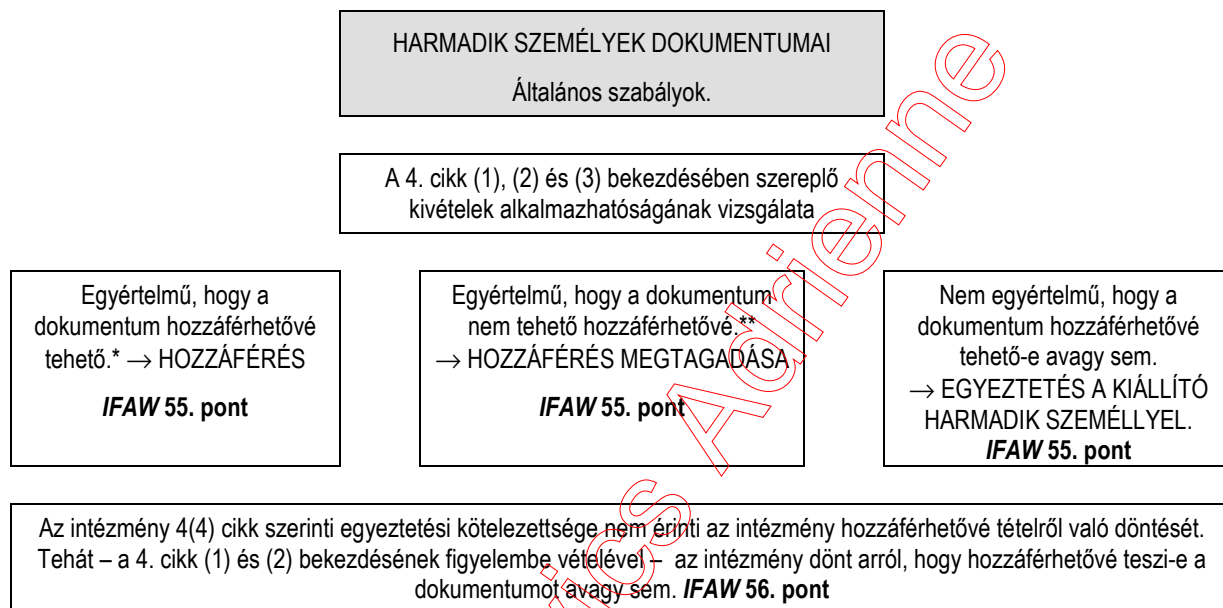 HARMADIK SZEMÉLYEK DOKUMENTUMAI
Általános szabályok.
A 4. cikk (1), (2) és (3) bekezdésében szereplő
kivételek alkalmazhatóságának vizsgálata
Egyértelmű, hogy a
dokumentum hozzáférhetővé
tehető.* → HOZZÁFÉRÉS
IFAW 55. pont
Egyértelmű, hogy a dokumentum
nem tehető hozzáférhetővé.**
→ HOZZÁFÉRÉS MEGTAGADÁSA
IFAW 55. pont
Nem egyértelmű, hogy a
dokumentum hozzáférhetővé
tehető-e avagy sem.
→ EGYEZTETÉS A KIÁLLÍTÓ
HARMADIK SZEMÉLLYEL.
IFAW 55. pont
Az intézmény 4(4) cikk szerinti egyeztetési kötelezettsége nem érinti az intézmény hozzáférhetővé tételről való döntését.
Tehát – a 4. cikk (1) és (2) bekezdésének figyelembe vételével – az intézmény dönt arról, hogy hozzáférhetővé teszi-e a
dokumentumot avagy sem. IFAW 56. pont
vics Adrienne